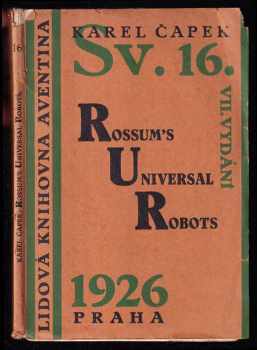 16
KAREL ČAPEK: ROSSUM'S UNIVERSAL ROBOTS
LIDOVÁ KNIHOVNA AVENTINA
KAREL ČAPEK
Sv. 16.
VII. VYDÁNÍ
ROSSUM'S
UNIVERSAL
ROBOTS
1926
PRAHA